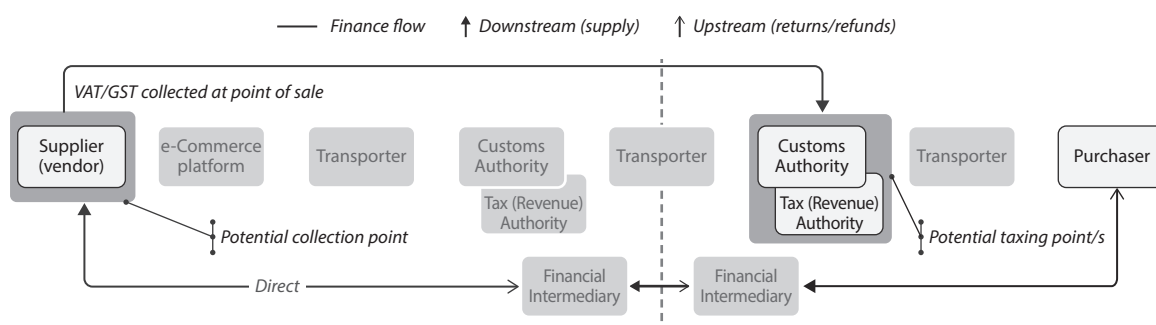 Finance flow
Downstream (supply)
Upstream (returns/refunds)
VAT/GST collected at point of sale
Supplier
(vendor)
e-Commerce
platform
Transporter
Customs
Authority
Tax (Revenue)
Authority
Transporter
Customs
Authority
Tax (Revenue)
Authority
Transporter
Purchaser
Potential collection point
Potential taxing point/s
Direct
Financial
Intermediary
Financial
Intermediary